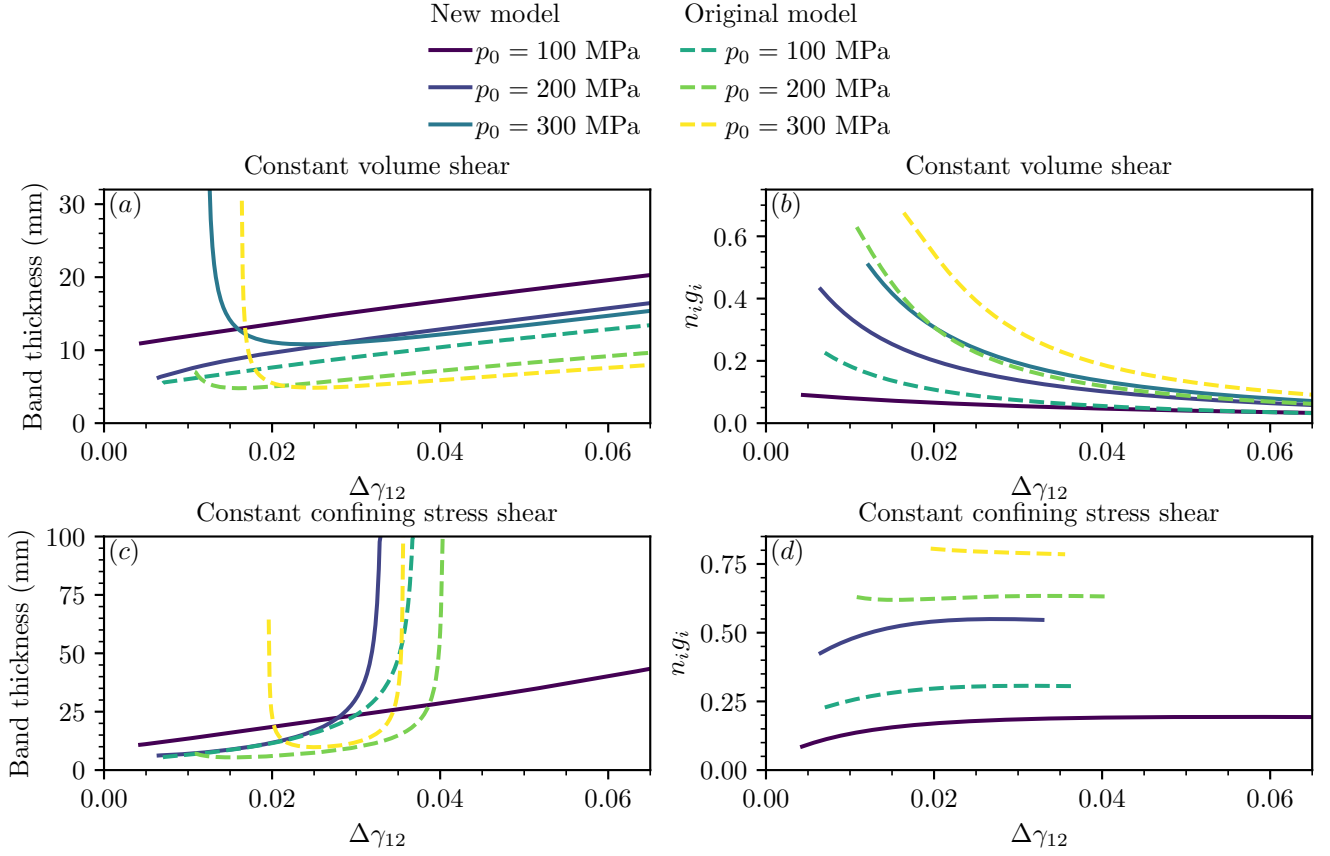 New model Original model
p₀ = 100 MPa p₀ = 100 MPa
p₀ = 200 MPa p₀ = 200 MPa
p₀ = 300 MPa p₀ = 300 MPa
Constant volume shear
(a)
Band thickness (mm)
30
20
10
0
0.00 0.02 0.04 0.06
Δγ₁₂
Constant volume shear
(b)
nᵢgᵢ
0.6
0.4
0.2
0.0
0.00 0.02 0.04 0.06
Δγ₁₂
Constant confining stress shear
(c)
Band thickness (mm)
100
75
50
25
0
0.00 0.02 0.04 0.06
Δγ₁₂
Constant confining stress shear
(d)
nᵢgᵢ
0.75
0.50
0.25
0.00
0.00 0.02 0.04 0.06
Δγ₁₂